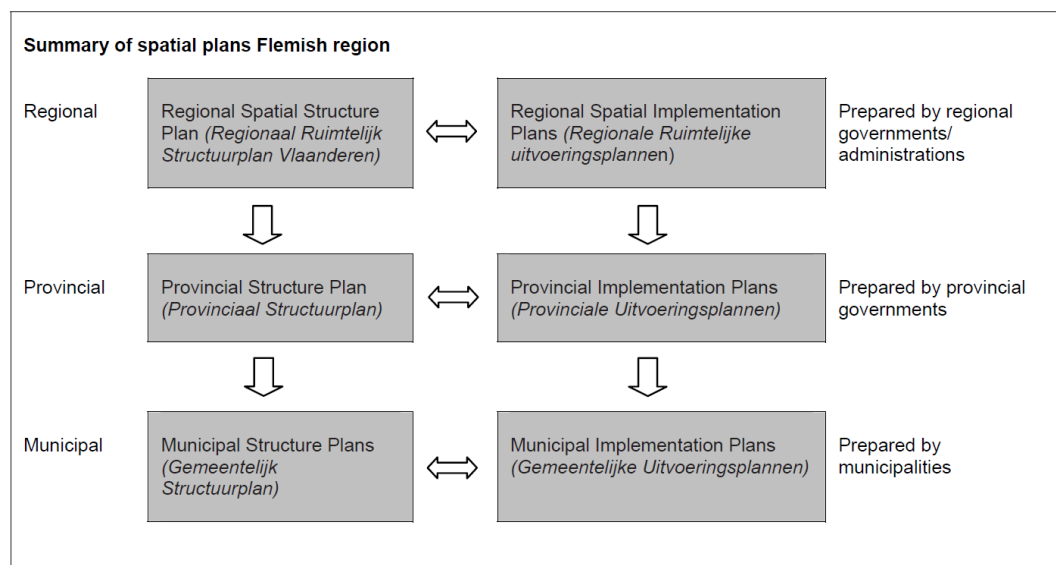 Summary of spatial plans Flemish region
Regional
Regional Spatial Structure
Plan (Regionaal Ruimtelijk
Structuurplan Vlaanderen)
Regional Spatial Implementation
Plans (Regionale Ruimtelijke
uitvoeringsplannen)
Prepared by regional
governments/
administrations
Provincial
Provincial Structure Plan
(Provinciaal Structuurplan)
Provincial Implementation Plans
(Provinciale Uitvoeringsplannen)
Prepared by provincial
governments
Municipal
Municipal Structure Plans
(Gemeentelijk
Structuurplan)
Municipal Implementation Plans
(Gemeentelijke Uitvoeringsplannen)
Prepared by
municipalities